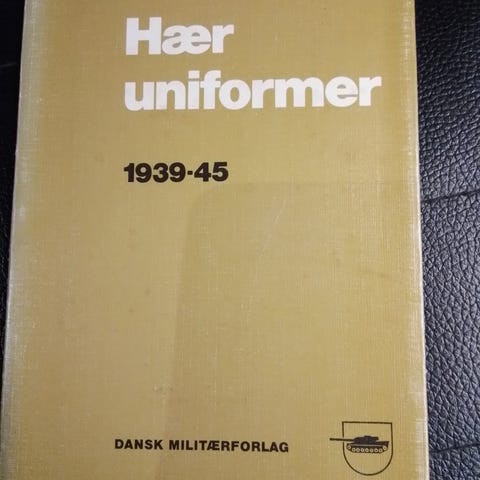 Hær
uniformer
1939-45
DANSK MILITÆRFORLAG